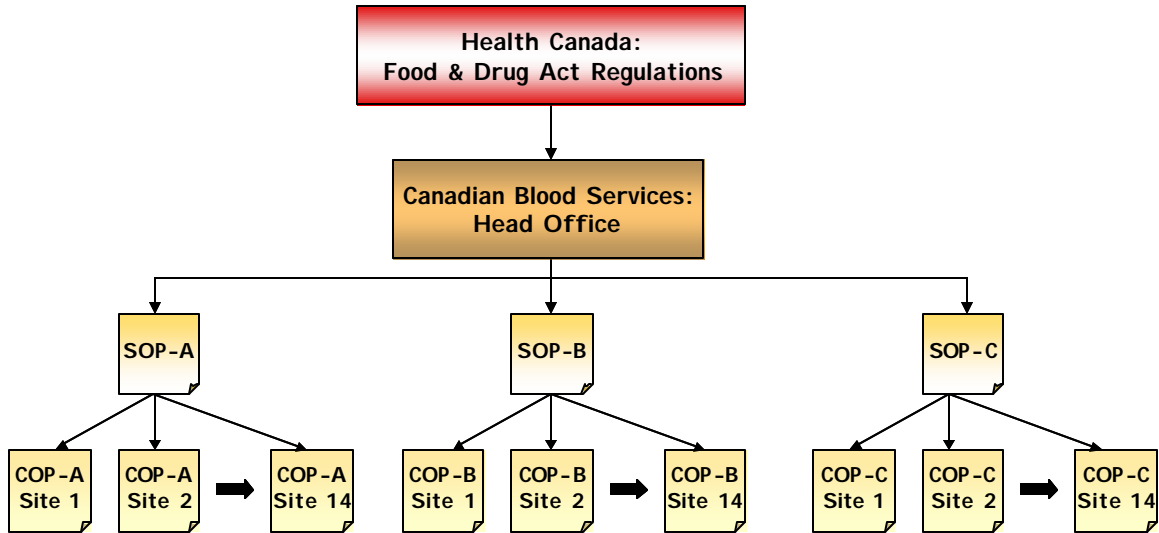 Health Canada:
Food & Drug Act Regulations
Canadian Blood Services:
Head Office
SOP-A
SOP-B
SOP-C
COP-A
Site 1
COP-A
Site 2
COP-A
Site 14
COP-B
Site 1
COP-B
Site 2
COP-B
Site 14
COP-C
Site 1
COP-C
Site 2
COP-C
Site 14